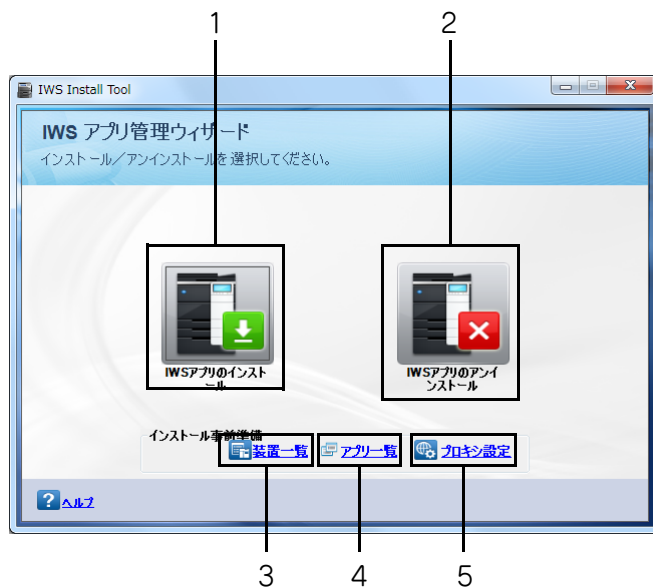 1 2
IWS Install Tool
IWS アプリ管理ウィザード
インストール／アンインストールを選択してください。
IWSアプリのインスト
ール
IWSアプリのアンイ
ンストール
インストール事前準備
装置一覧 アプリ一覧 プロキシ設定
? ヘルプ
3 4 5